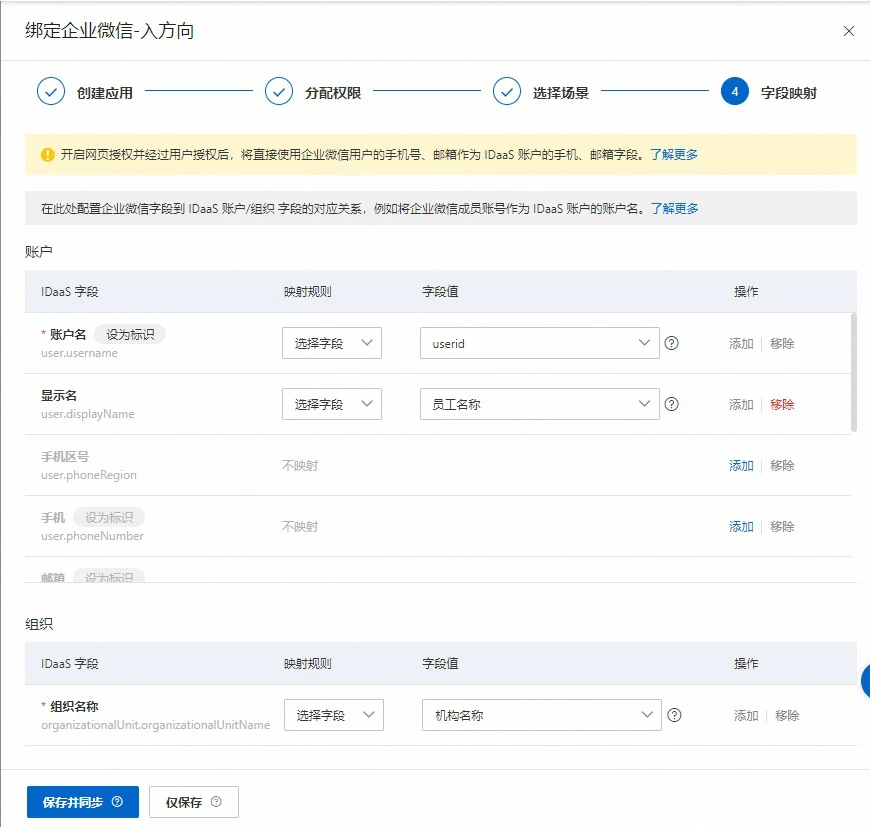 绑定企业微信-入方向
创建应用 分配权限 选择场景 4 字段映射
开启网页授权并经过用户授权后，将直接使用企业微信用户的手机号、邮箱作为 IDaaS 账户的手机、邮箱字段。了解更多
在此处配置企业微信字段到 IDaaS 账户/组织 字段的对应关系，例如将企业微信成员账号作为 IDaaS 账户的账户名。了解更多
账户
IDaaS 字段 映射规则 字段值 操作
* 账户名 设为标识 选择字段 userid 添加 移除
user.username
显示名 选择字段 员工名称 添加 移除
user.displayName
手机区号 不映射 添加 移除
user.phoneRegion
手机 设为标识 不映射 添加 移除
user.phoneNumber
邮箱 设为标识
组织
IDaaS 字段 映射规则 字段值 操作
* 组织名称 选择字段 机构名称 添加 移除
organizationalUnit.organizationalUnitName
保存并同步 仅保存